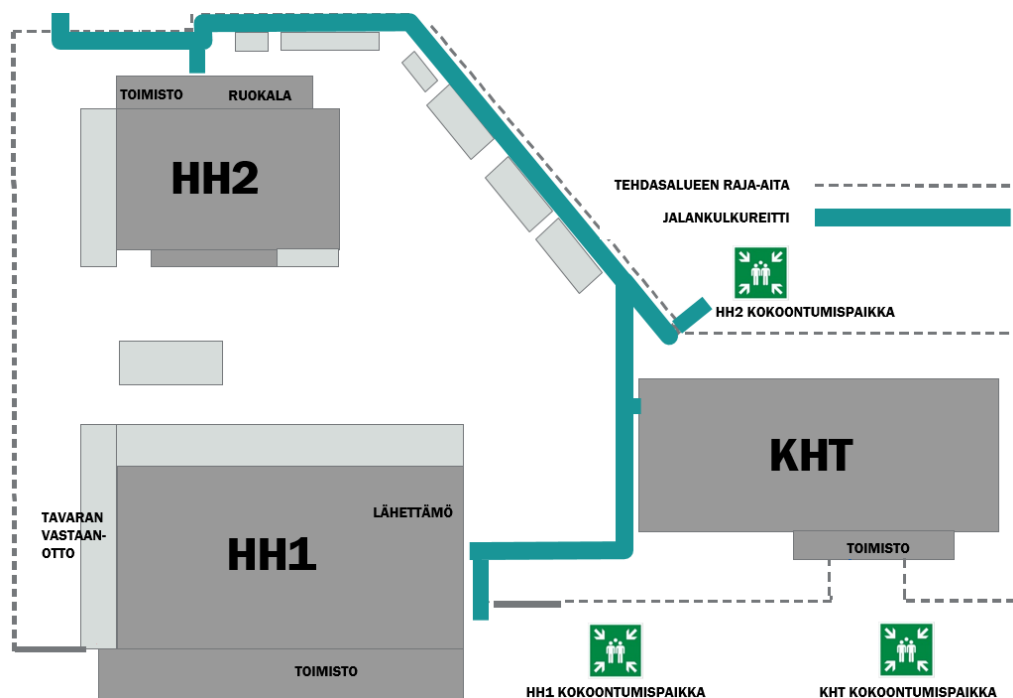 TOIMISTO
RUOKALA
HH2
TEHDASALUEEN RAJA-AITA
JALANKULKUREITTI
HH2 KOKOONTUMISPAIKKA
KHT
TOIMISTO
LÄHETTÄMÖ
TAVARAN
VASTAAN-
OTTO
HH1
TOIMISTO
HH1 KOKOONTUMISPAIKKA
KHT KOKOONTUMISPAIKKA